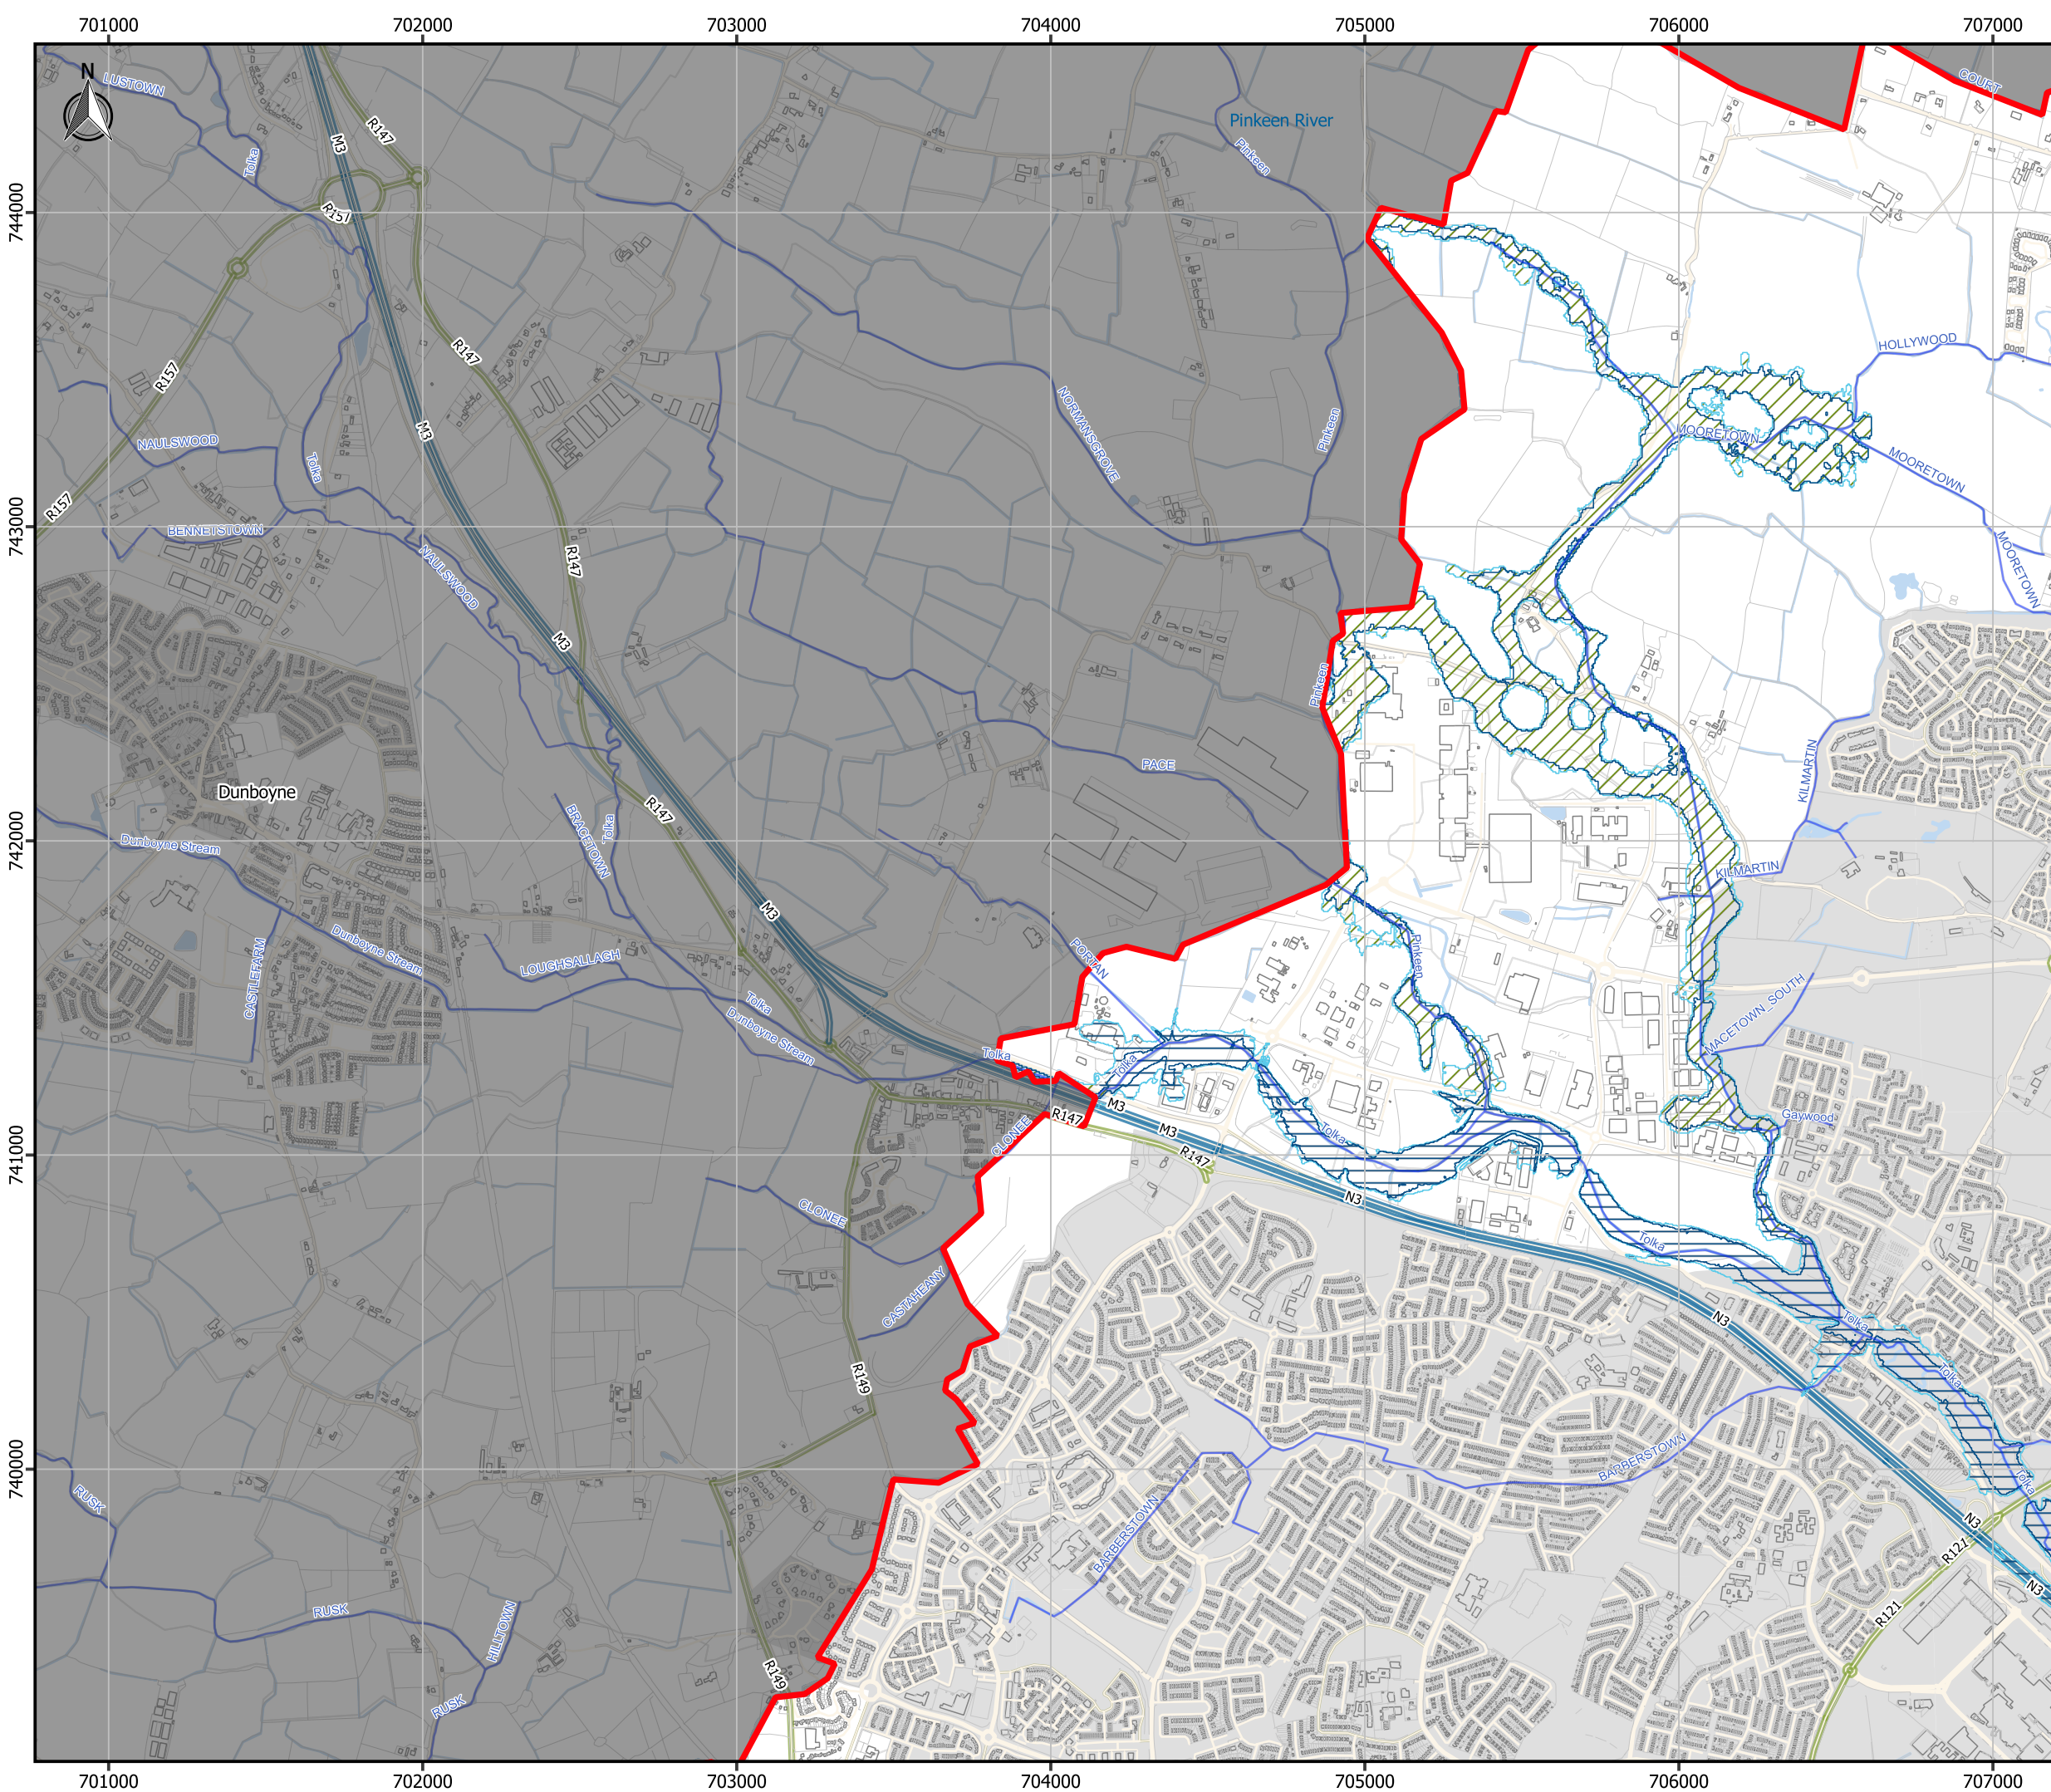 701000 702000 703000 704000 705000 706000 707000
N
LUSTOWN
COURT
R147
Pinkeen River
M3
Pinkeen
Tolka
744000
R157
HOLLYWOOD
R147
R157
M3
NORMANSGROVE
Pinkeen
MOORETOWN
NAULSWOOD
Tolka
MOORETOWN
R157
743000
BENNETSTOWN
R147
NAULSWOOD
MOORETOWN
M3
Pinkeen
PACE
KILMARTIN
Dunboyne
R147
Tolka
BRACETOWN
742000
Dunboyne Stream
KILMARTIN
M3
Dunboyne Stream
PORTAN
Pinkeen
LOUGHSALLAGH
CASTLEFARM
Tolka
MACETOWN_SOUTH
Dunboyne Stream
Tolka
Tolka
M3
R147
Gaywood
CLONEE
M3
Tolka
741000
R147
N3
CLONEE
Tolka
CASTAHEANY
N3
Tolka
R149
Tolka
BARBERSTOWN
740000
Tolka
RUSK
BARBERSTOWN
N3
R121
N3
RUSK
HILLTOWN
R121
R149
RUSK
701000 702000 703000 704000 705000 706000 707000